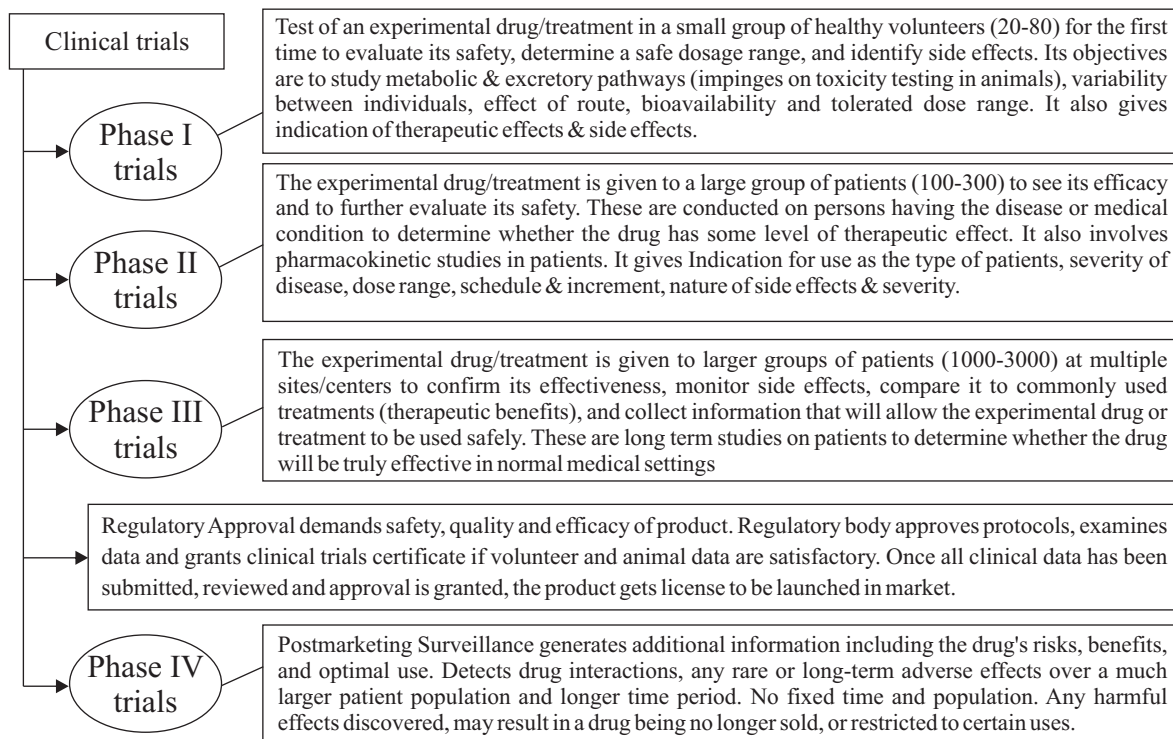 Clinical trials
Test of an experimental drug/treatment in a small group of healthy volunteers (20-80) for the first
time to evaluate its safety, determine a safe dosage range, and identify side effects. Its objectives
are to study metabolic & excretory pathways (impinges on toxicity testing in animals), variability
between individuals, effect of route, bioavailability and tolerated dose range. It also gives
indication of therapeutic effects & side effects.
Phase I
trials
The experimental drug/treatment is given to a large group of patients (100-300) to see its efficacy
and to further evaluate its safety. These are conducted on persons having the disease or medical
condition to determine whether the drug has some level of therapeutic effect. It also involves
pharmacokinetic studies in patients. It gives Indication for use as the type of patients, severity of
disease, dose range, schedule & increment, nature of side effects & severity.
Phase II
trials
The experimental drug/treatment is given to larger groups of patients (1000-3000) at multiple
sites/centers to confirm its effectiveness, monitor side effects, compare it to commonly used
treatments (therapeutic benefits), and collect information that will allow the experimental drug or
treatment to be used safely. These are long term studies on patients to determine whether the drug
will be truly effective in normal medical settings
Phase III
trials
Regulatory Approval demands safety, quality and efficacy of product. Regulatory body approves protocols, examines
data and grants clinical trials certificate if volunteer and animal data are satisfactory. Once all clinical data has been
submitted, reviewed and approval is granted, the product gets license to be launched in market.
Phase IV
trials
Postmarketing Surveillance generates additional information including the drug's risks, benefits,
and optimal use. Detects drug interactions, any rare or long-term adverse effects over a much
larger patient population and longer time period. No fixed time and population. Any harmful
effects discovered, may result in a drug being no longer sold, or restricted to certain uses.